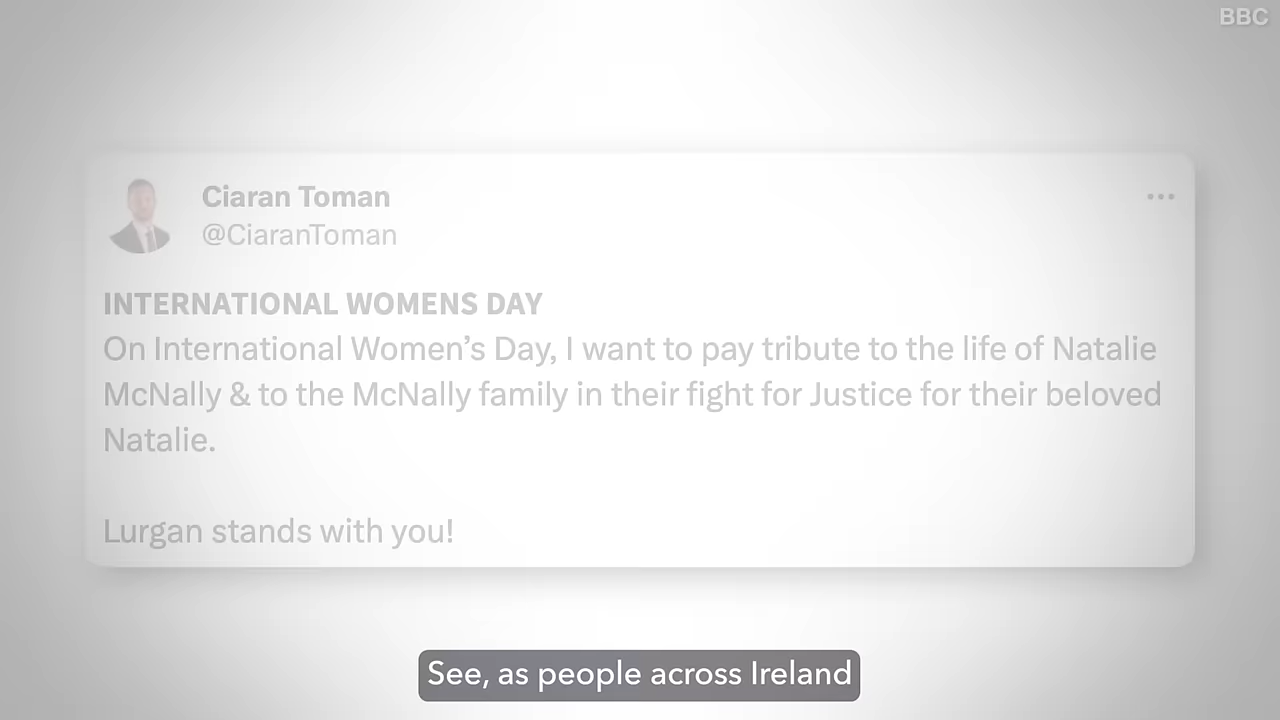 BBC
Ciaran Toman
@CiaranToman
INTERNATIONAL WOMENS DAY
On International Women’s Day, I want to pay tribute to the life of Natalie
McNally & to the McNally family in their fight for Justice for their beloved
Natalie.
Lurgan stands with you!
See, as people across Ireland